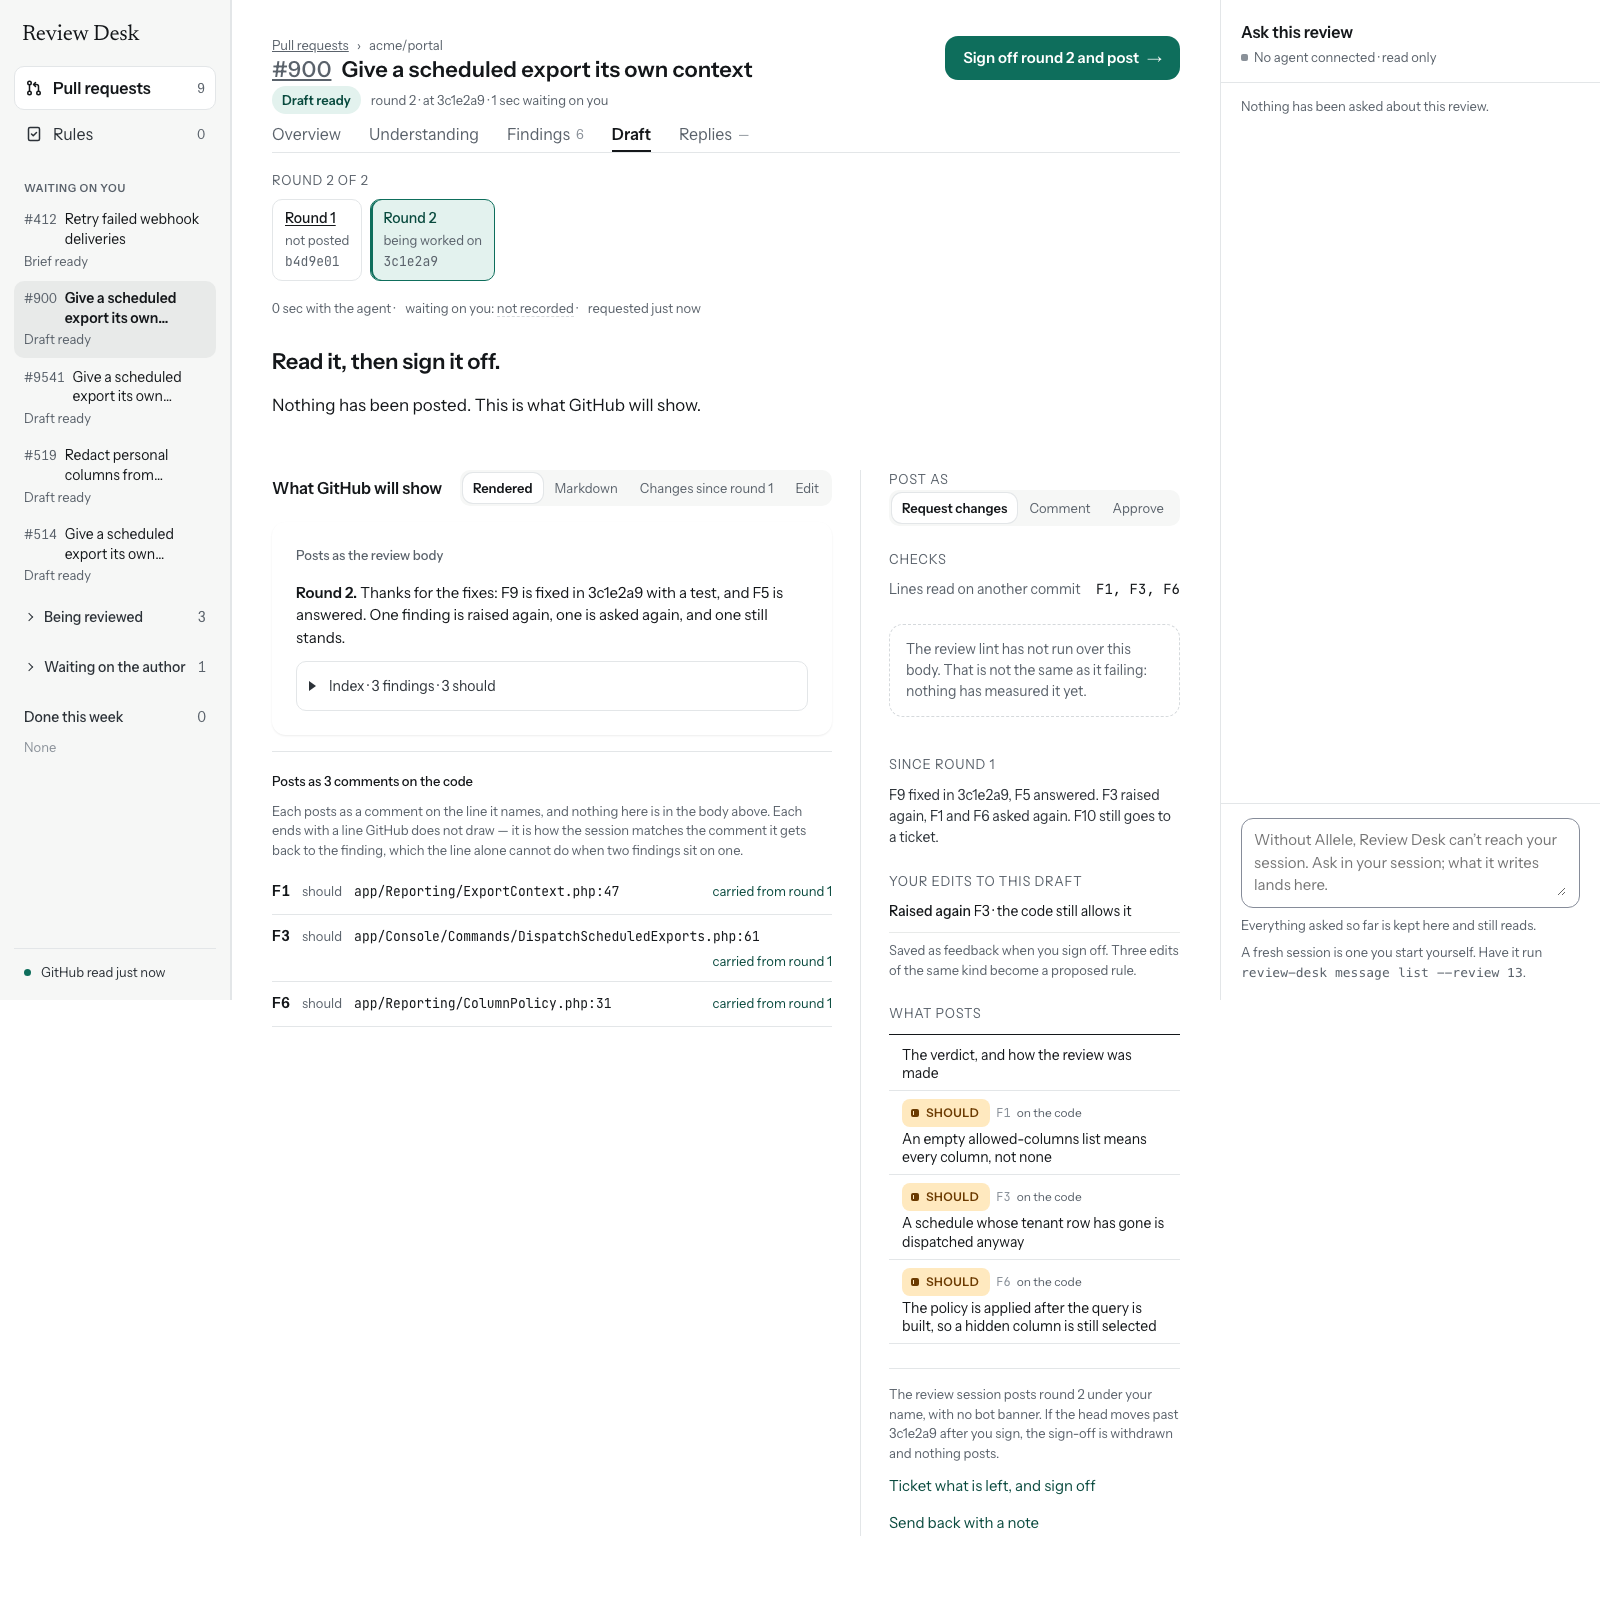 Review Desk
Pull requests 9
Rules 0
WAITING ON YOU
#412 Retry failed webhook
deliveries
Brief ready
#900 Give a scheduled
export its own…
Draft ready
#9541 Give a scheduled
export its own…
Draft ready
#519 Redact personal
columns from…
Draft ready
#514 Give a scheduled
export its own…
Draft ready
Being reviewed 3
Waiting on the author 1
Done this week 0
None
GitHub read just now
Pull requests › acme/portal
#900 Give a scheduled export its own context
Draft ready round 2 · at 3c1e2a9 · 1 sec waiting on you
Sign off round 2 and post →
Overview Understanding Findings 6 Draft Replies —
ROUND 2 OF 2
Round 1
not posted
b4d9e01
Round 2
being worked on
3c1e2a9
0 sec with the agent · waiting on you: not recorded · requested just now
Read it, then sign it off.
Nothing has been posted. This is what GitHub will show.
What GitHub will show Rendered Markdown Changes since round 1 Edit
Posts as the review body
Round 2. Thanks for the fixes: F9 is fixed in 3c1e2a9 with a test, and F5 is
answered. One finding is raised again, one is asked again, and one still
stands.
Index · 3 findings · 3 should
Posts as 3 comments on the code
Each posts as a comment on the line it names, and nothing here is in the body above. Each
ends with a line GitHub does not draw — it is how the session matches the comment it gets
back to the finding, which the line alone cannot do when two findings sit on one.
F1 should app/Reporting/ExportContext.php:47 carried from round 1
F3 should app/Console/Commands/DispatchScheduledExports.php:61
carried from round 1
F6 should app/Reporting/ColumnPolicy.php:31 carried from round 1
POST AS
Request changes Comment Approve
CHECKS
Lines read on another commit F1, F3, F6
The review lint has not run over this
body. That is not the same as it failing:
nothing has measured it yet.
SINCE ROUND 1
F9 fixed in 3c1e2a9, F5 answered. F3 raised
again, F1 and F6 asked again. F10 still goes to
a ticket.
YOUR EDITS TO THIS DRAFT
Raised again F3 · the code still allows it
Saved as feedback when you sign off. Three edits
of the same kind become a proposed rule.
WHAT POSTS
The verdict, and how the review was
made
SHOULD F1 on the code
An empty allowed-columns list means
every column, not none
SHOULD F3 on the code
A schedule whose tenant row has gone is
dispatched anyway
SHOULD F6 on the code
The policy is applied after the query is
built, so a hidden column is still selected
The review session posts round 2 under your
name, with no bot banner. If the head moves past
3c1e2a9 after you sign, the sign-off is withdrawn
and nothing posts.
Ticket what is left, and sign off
Send back with a note
Ask this review
No agent connected · read only
Nothing has been asked about this review.
Without Allele, Review Desk can't reach your
session. Ask in your session; what it writes
lands here.
Everything asked so far is kept here and still reads.
A fresh session is one you start yourself. Have it run
review-desk message list --review 13.